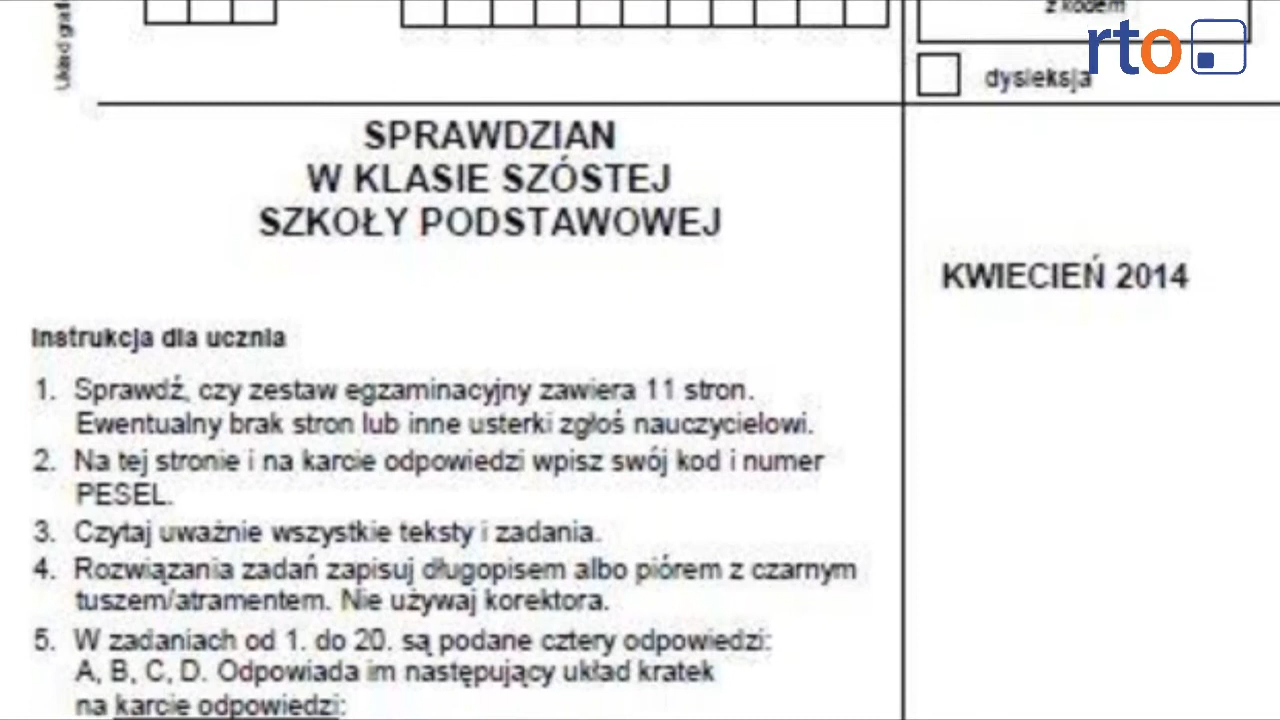 Układ
z kodem
rto
dysleksja
SPRAWDZIAN
W KLASIE SZÓSTEJ
SZKOŁY PODSTAWOWEJ
KWIECIEŃ 2014
Instrukcja dla ucznia
1. Sprawdź, czy zestaw egzaminacyjny zawiera 11 stron.
Ewentualny brak stron lub inne usterki zgłoś nauczycielowi.
2. Na tej stronie i na karcie odpowiedzi wpisz swój kod i numer
PESEL.
3. Czytaj uważnie wszystkie teksty i zadania.
4. Rozwiązania zadań zapisuj długopisem albo piórem z czarnym
tuszem/atramentem. Nie używaj korektora.
5. W zadaniach od 1. do 20. są podane cztery odpowiedzi:
A, B, C, D. Odpowiada im następujący układ kratek
na karcie odpowiedzi: